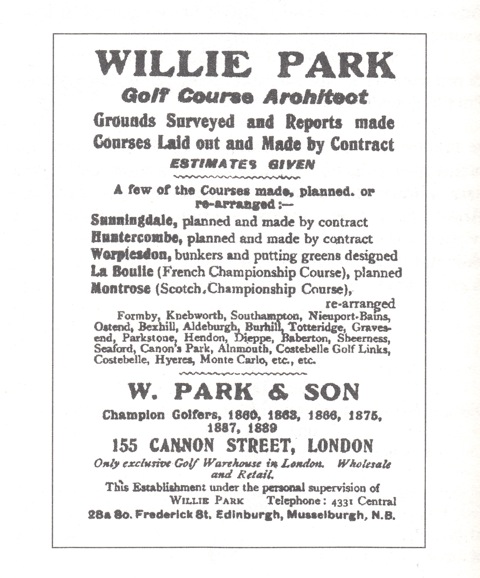 WILLIE PARK
Golf Course Architect
Grounds Surveyed and Reports made
Courses Laid out and Made by Contract
ESTIMATES GIVEN
A few of the Courses made, planned. or
re-arranged :—
Sunningdale, planned and made by contract
Huntercombe, planned and made by contract
Worplesdon, bunkers and putting greens designed
La Boulie (French Championship Course), planned
Montrose (Scotch Championship Course),
re-arranged
Formby, Knebworth, Southampton, Nieuport-Bains,
Ostend, Bexhill, Aldeburgh, Burhill, Totteridge, Graves-
end, Parkstone, Hendon, Dieppe, Baberton, Sheerness,
Seaford, Canon's Park, Alnmouth, Costebelle Golf Links,
Costebelle, Hyeres, Monte Carlo, etc., etc.
W. PARK & SON
Champion Golfers, 1860, 1863, 1866, 1875,
1887, 1889
155 CANNON STREET, LONDON
Only exclusive Golf Warehouse in London. Wholesale
and Retail.
This Establishment under the personal supervision of
WILLIE PARK Telephone: 4331 Central
28a So. Frederick St. Edinburgh, Musselburgh, N.B.